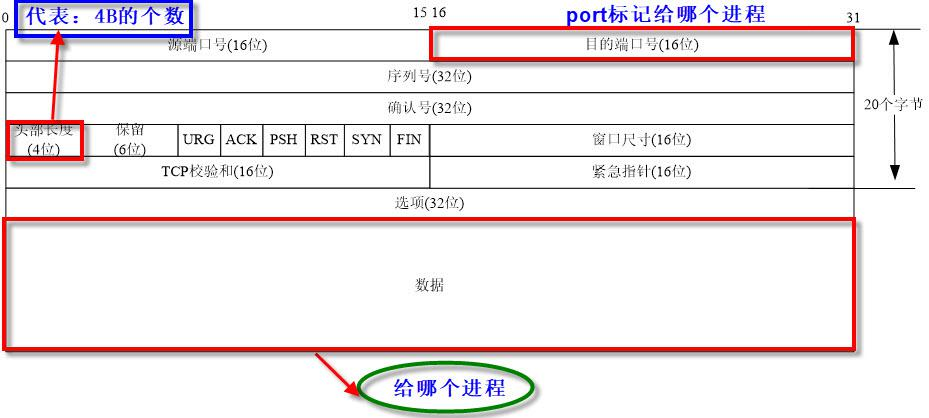 0
代表：4B的个数
15 16
port标记给哪个进程
31
源端口号(16位)
目的端口号(16位)
序列号(32位)
确认号(32位)
20个字节
头部长度
(4位)
保留
(6位)
URG
ACK
PSH
RST
SYN
FIN
窗口尺寸(16位)
TCP校验和(16位)
紧急指针(16位)
选项(32位)
数据
给哪个进程